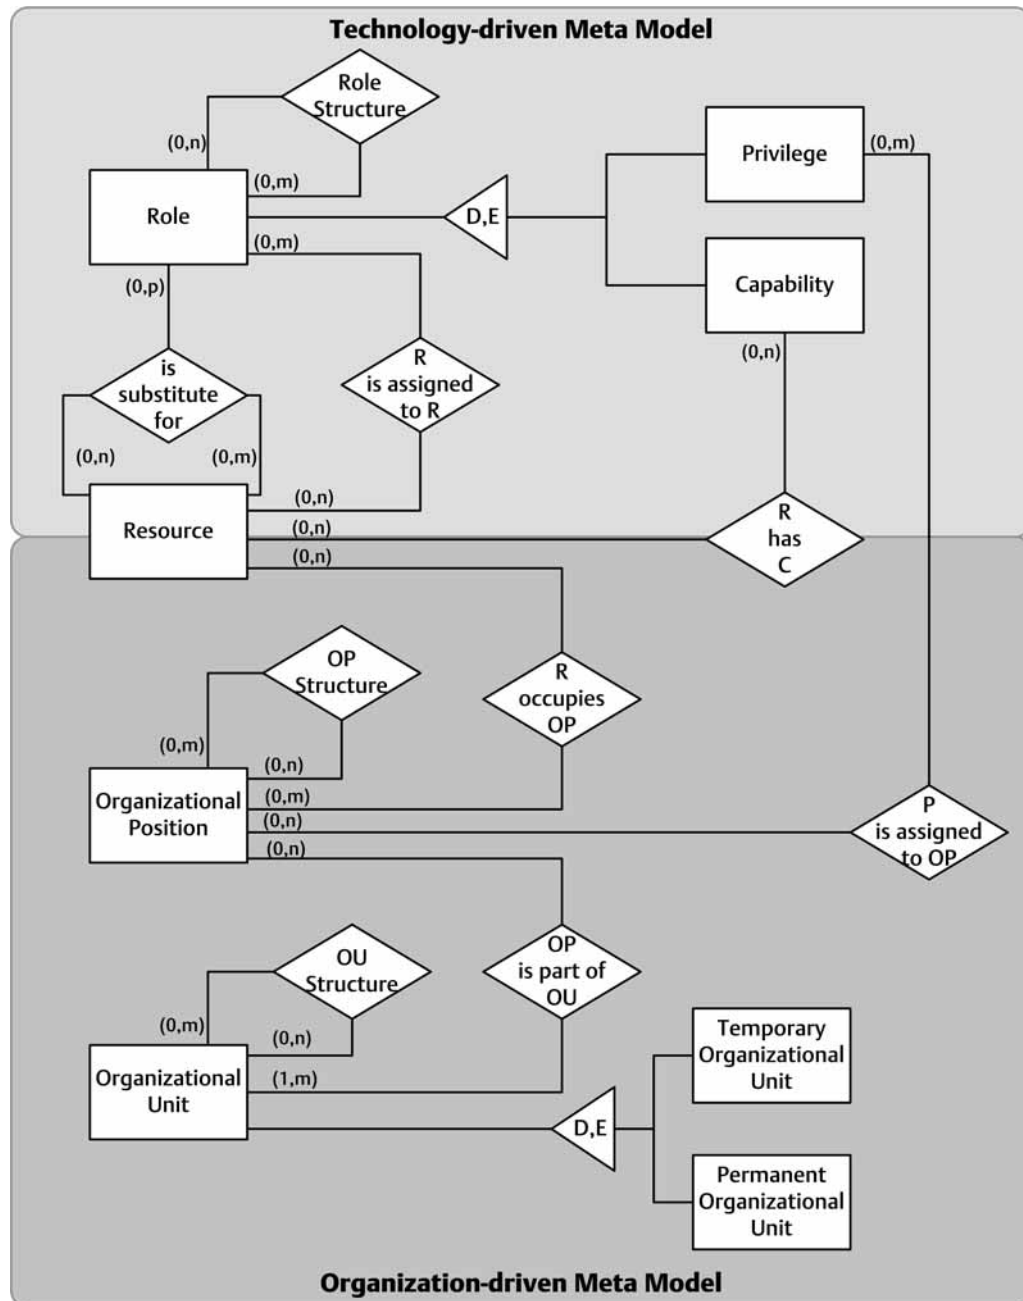 Technology-driven Meta Model
Role
Structure
(0,n)
(0,m)
Role
(0,m)
(0,p)
D,E
Privilege
(0,m)
Capability
(0,n)
is
substitute
for
(0,n)
(0,m)
R
is assigned
to R
Resource
(0,n)
(0,n)
(0,n)
R
has
C
OP
Structure
(0,m)
(0,n)
R
occupies
OP
Organizational
Position
(0,m)
(0,n)
(0,n)
P
is assigned
to OP
OU
Structure
(0,m)
(0,n)
OP
is part of
OU
Organizational
Unit
(1,m)
D,E
Temporary
Organizational
Unit
Permanent
Organizational
Unit
Organization-driven Meta Model